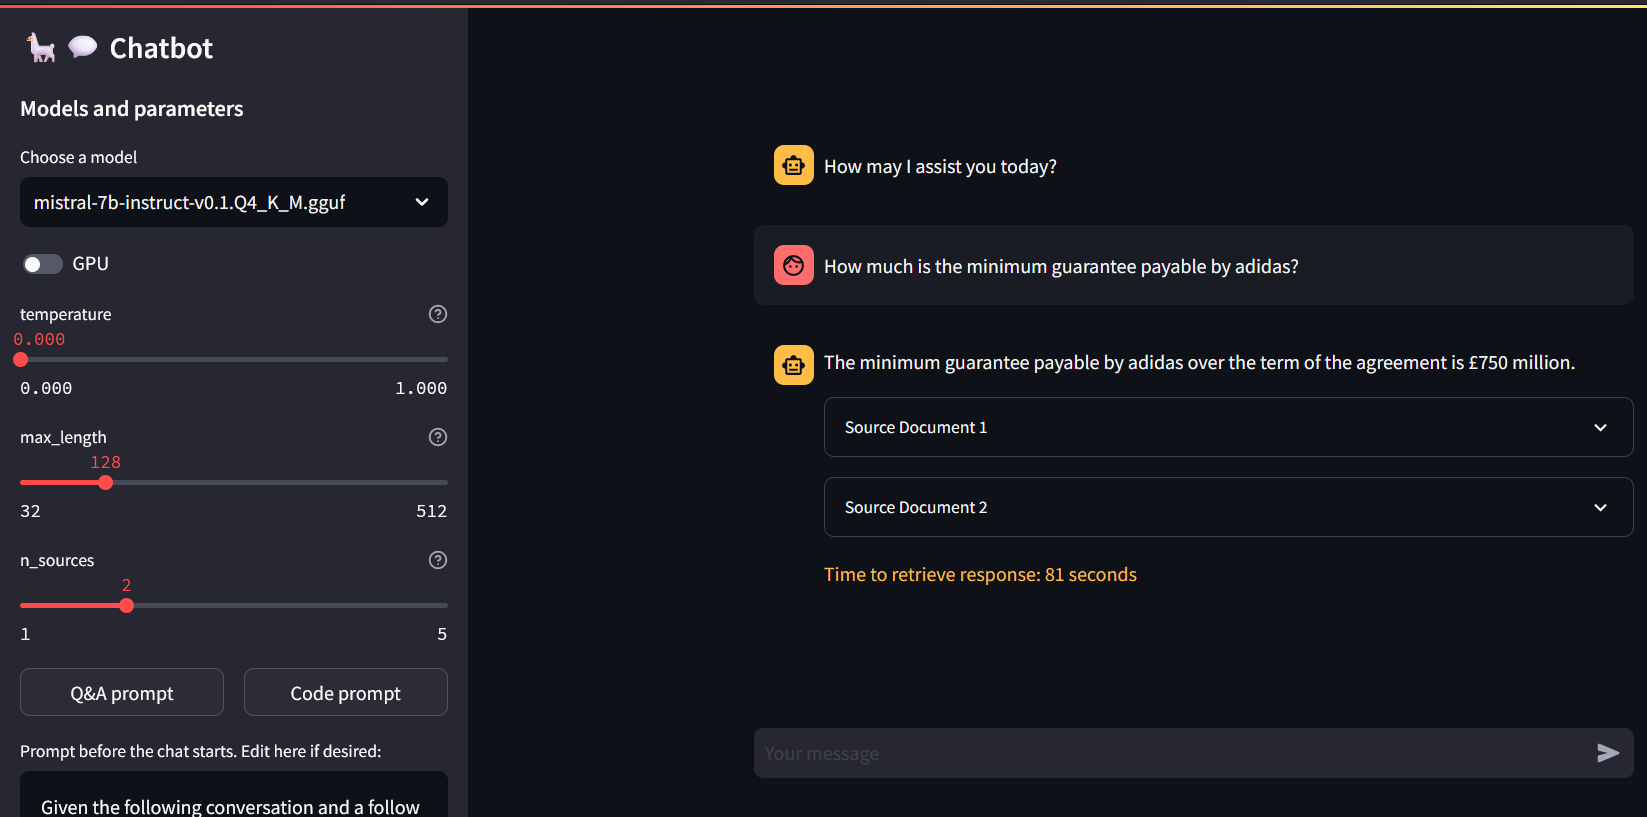 Chatbot
Models and parameters
Choose a model
mistral-7b-instruct-v0.1.Q4_K_M.gguf
GPU
temperature
0.000
0.000 1.000
max_length
128
32 512
n_sources
2
1 5
Q&A prompt Code prompt
Prompt before the chat starts. Edit here if desired:
Given the following conversation and a follow
How may I assist you today?
How much is the minimum guarantee payable by adidas?
The minimum guarantee payable by adidas over the term of the agreement is £750 million.
Source Document 1
Source Document 2
Time to retrieve response: 81 seconds
Your message